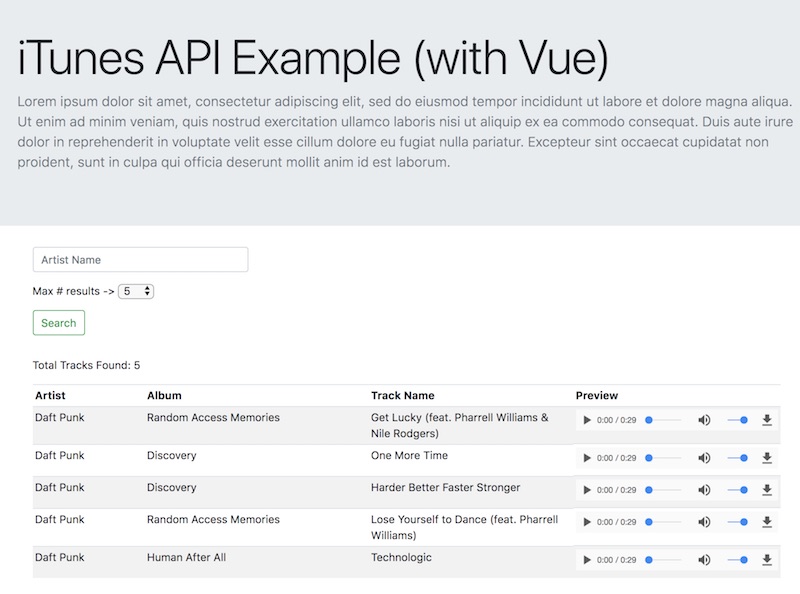 iTunes API Example (with Vue)
Lorem ipsum dolor sit amet, consectetur adipiscing elit, sed do eiusmod tempor incididunt ut labore et dolore magna aliqua.
Ut enim ad minim veniam, quis nostrud exercitation ullamco laboris nisi ut aliquip ex ea commodo consequat. Duis aute irure
dolor in reprehenderit in voluptate velit esse cillum dolore eu fugiat nulla pariatur. Excepteur sint occaecat cupidatat non
proident, sunt in culpa qui officia deserunt mollit anim id est laborum.
Artist Name
Max # results -> 5
Search
Total Tracks Found: 5
Artist Album Track Name Preview
Daft Punk Random Access Memories Get Lucky (feat. Pharrell Williams & 0:00 / 0:29
Nile Rodgers)
Daft Punk Discovery One More Time 0:00 / 0:29
Daft Punk Discovery Harder Better Faster Stronger 0:00 / 0:29
Daft Punk Random Access Memories Lose Yourself to Dance (feat. Pharrell 0:00 / 0:29
Williams)
Daft Punk Human After All Technologic 0:00 / 0:29